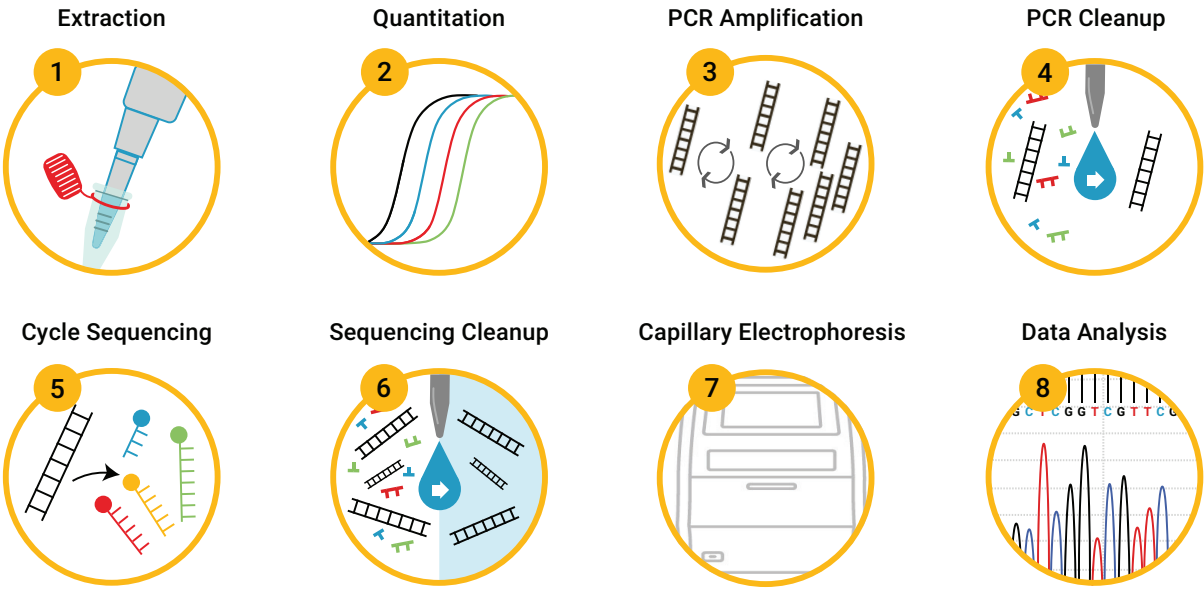 Extraction
Quantitation
PCR Amplification
PCR Cleanup
1
2
3
4
Cycle Sequencing
Sequencing Cleanup
Capillary Electrophoresis
Data Analysis
5
6
7
8
G C T C G G T C G T T C G